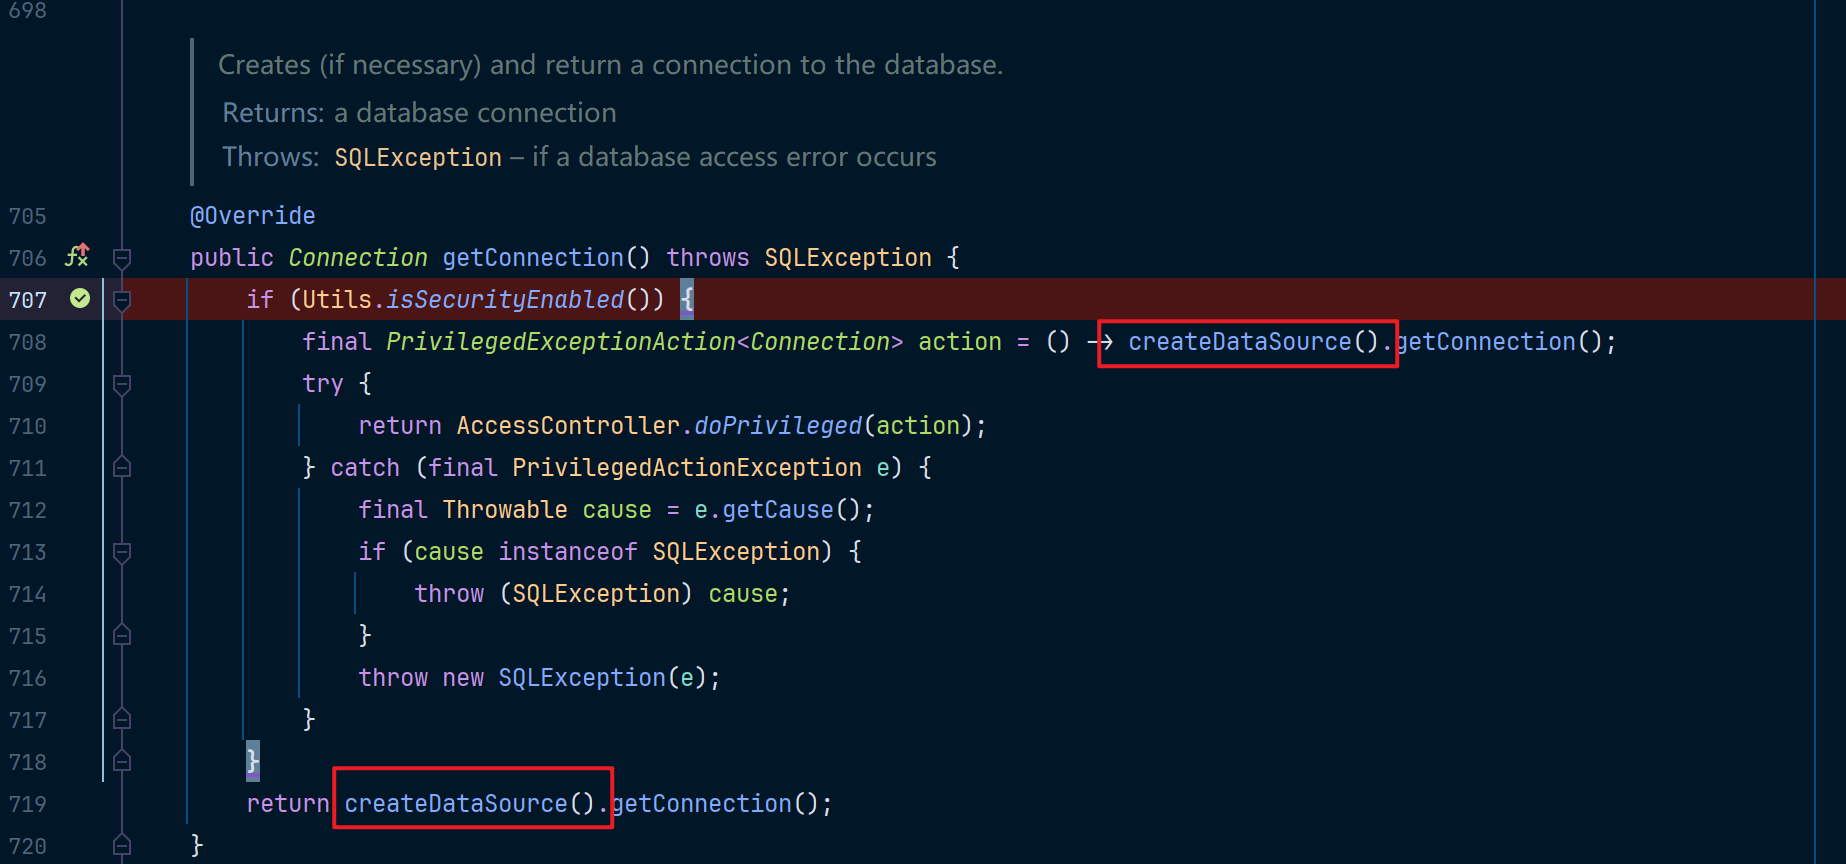 698
Creates (if necessary) and return a connection to the database.
Returns: a database connection
Throws: SQLException – if a database access error occurs
705 @Override
706 public Connection getConnection() throws SQLException {
707 if (Utils.isSecurityEnabled()) {
708 final PrivilegedExceptionAction<Connection> action = () → createDataSource().getConnection();
709 try {
710 return AccessController.doPrivileged(action);
711 } catch (final PrivilegedActionException e) {
712 final Throwable cause = e.getCause();
713 if (cause instanceof SQLException) {
714 throw (SQLException) cause;
715 }
716 throw new SQLException(e);
717 }
718 }
719 return createDataSource().getConnection();
720 }